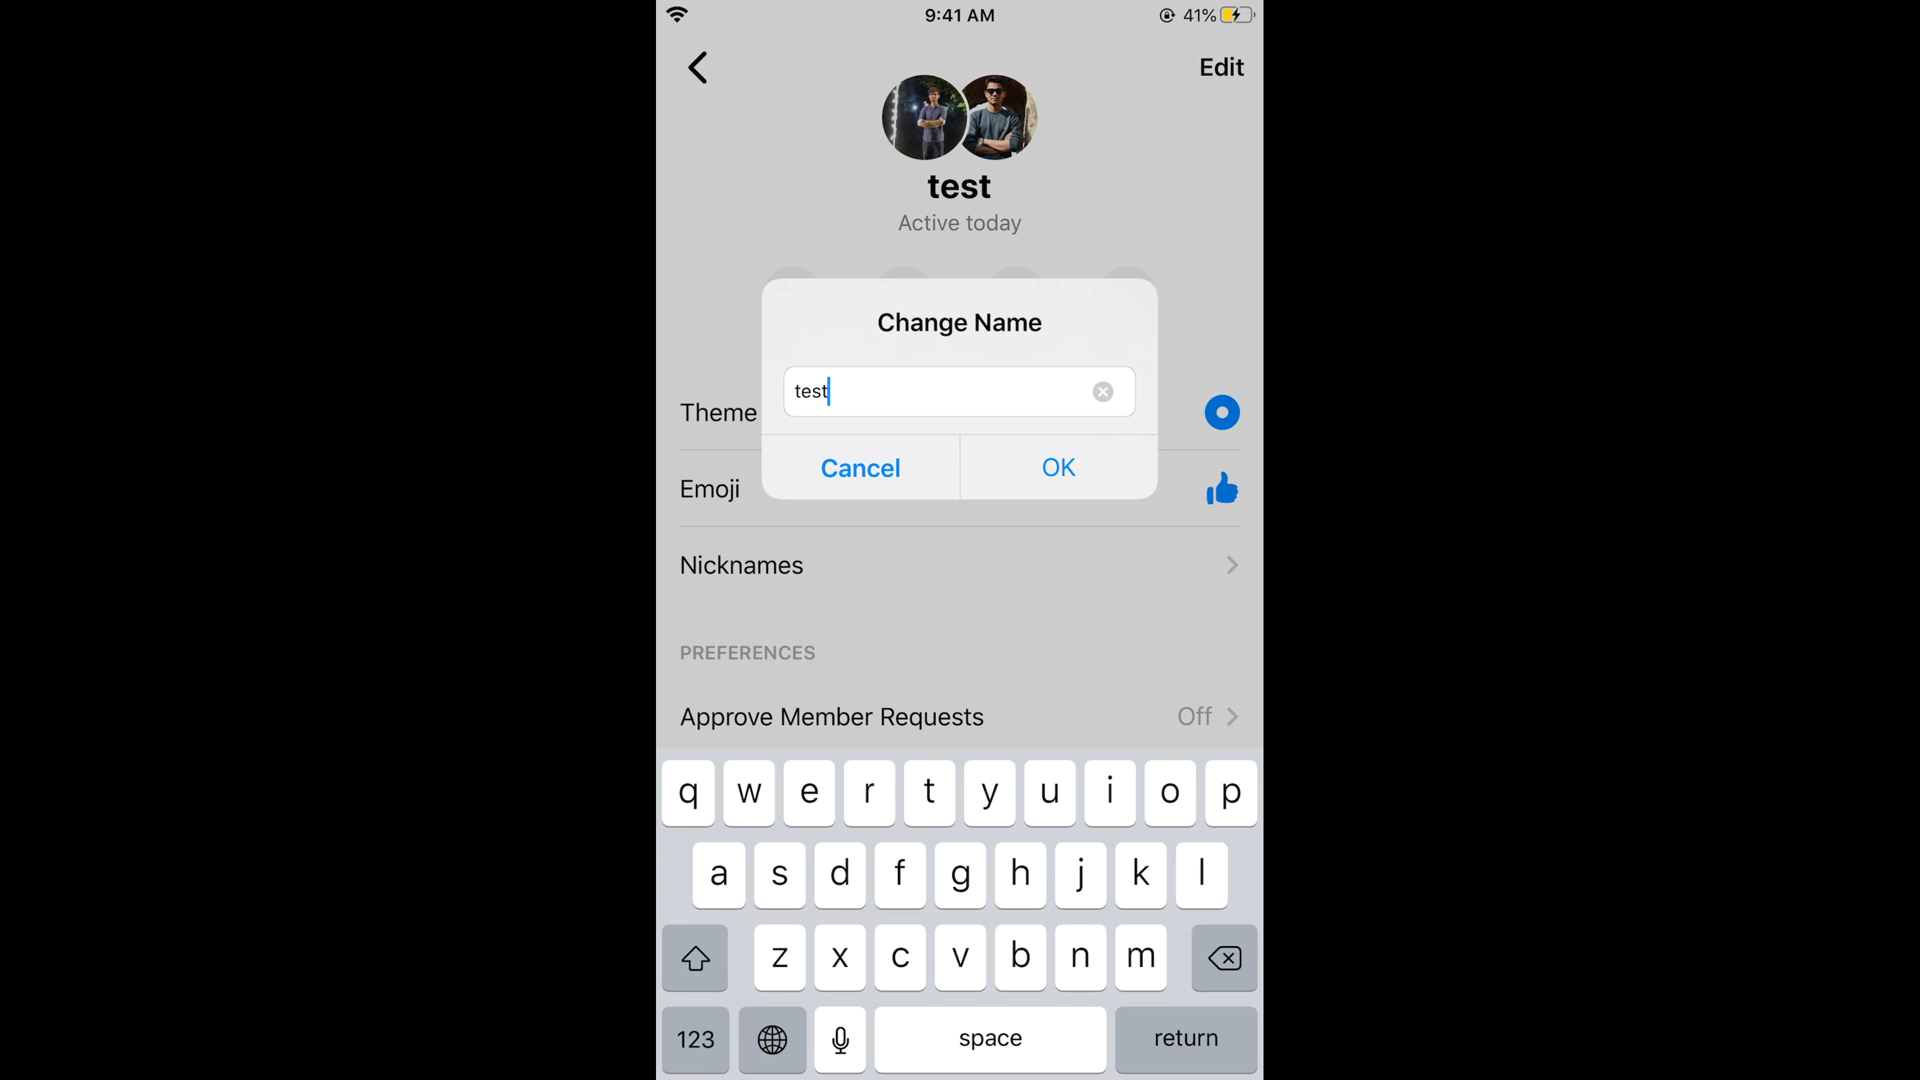 9:41 AM
41%
Edit
test
Active today
Change Name
test
Cancel
OK
Theme
Emoji
Nicknames
PREFERENCES
Approve Member Requests
Off
q w e r t y u i o p
a s d f g h j k l
z x c v b n m
123
space
return